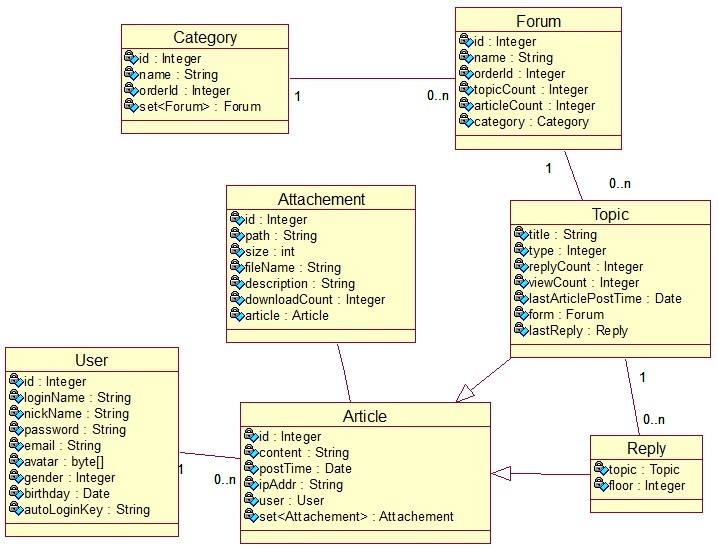 Category
id : Integer
name : String
orderId : Integer
set<Forum> : Forum
1
0..n
Forum
id : Integer
name : String
orderId : Integer
topicCount : Integer
articleCount : Integer
category : Category
1
0..n
Attachement
id : Integer
path : String
size : int
fileName : String
description : String
downloadCount : Integer
article : Article
Topic
title : String
type : Integer
replyCount : Integer
viewCount : Integer
lastArticlePostTime : Date
form : Forum
lastReply : Reply
1
0..n
User
id : Integer
loginName : String
nickName : String
password : String
email : String
avatar : byte[]
gender : Integer
birthday : Date
autoLoginKey : String
1
0..n
Article
id : Integer
content : String
postTime : Date
ipAddr : String
user : User
set<Attachement> : Attachement
Reply
topic : Topic
floor : Integer